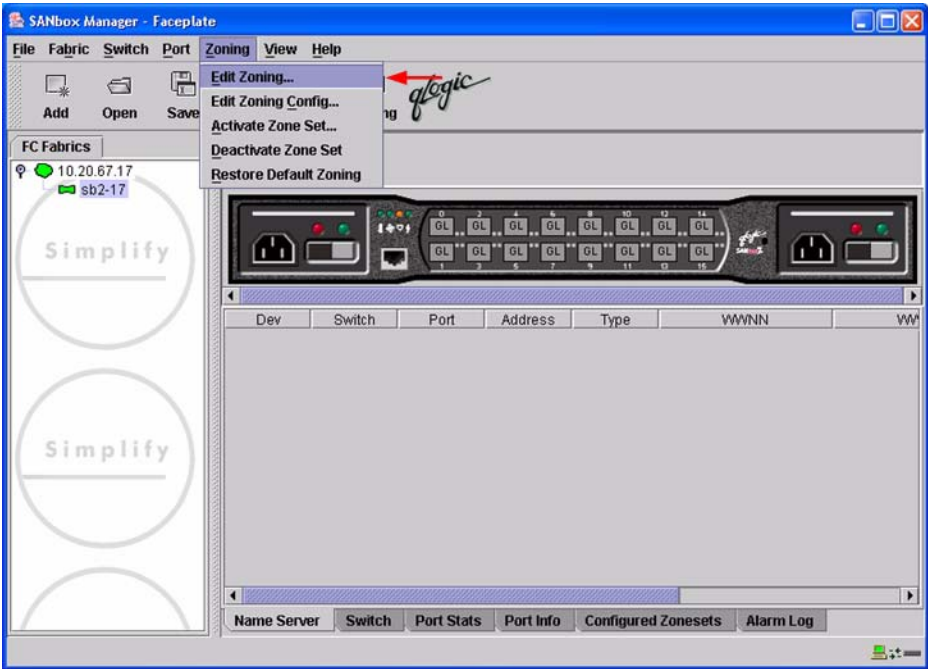 SANbox Manager - Faceplate
File Fabric Switch Port Zoning View Help
Add Open Save
Edit Zoning...
Edit Zoning Config...
Activate Zone Set...
Deactivate Zone Set
Restore Default Zoning
ng
qLogic
FC Fabrics
10.20.67.17
sb2-17
Simplify
Simplify
0 2 4 6 8 10 12 14
GL GL GL GL GL GL GL GL
GL GL GL GL GL GL GL GL
1 3 5 7 9 11 13 15
Dev Switch Port Address Type WWNN WW
Name Server Switch Port Stats Port Info Configured Zonesets Alarm Log